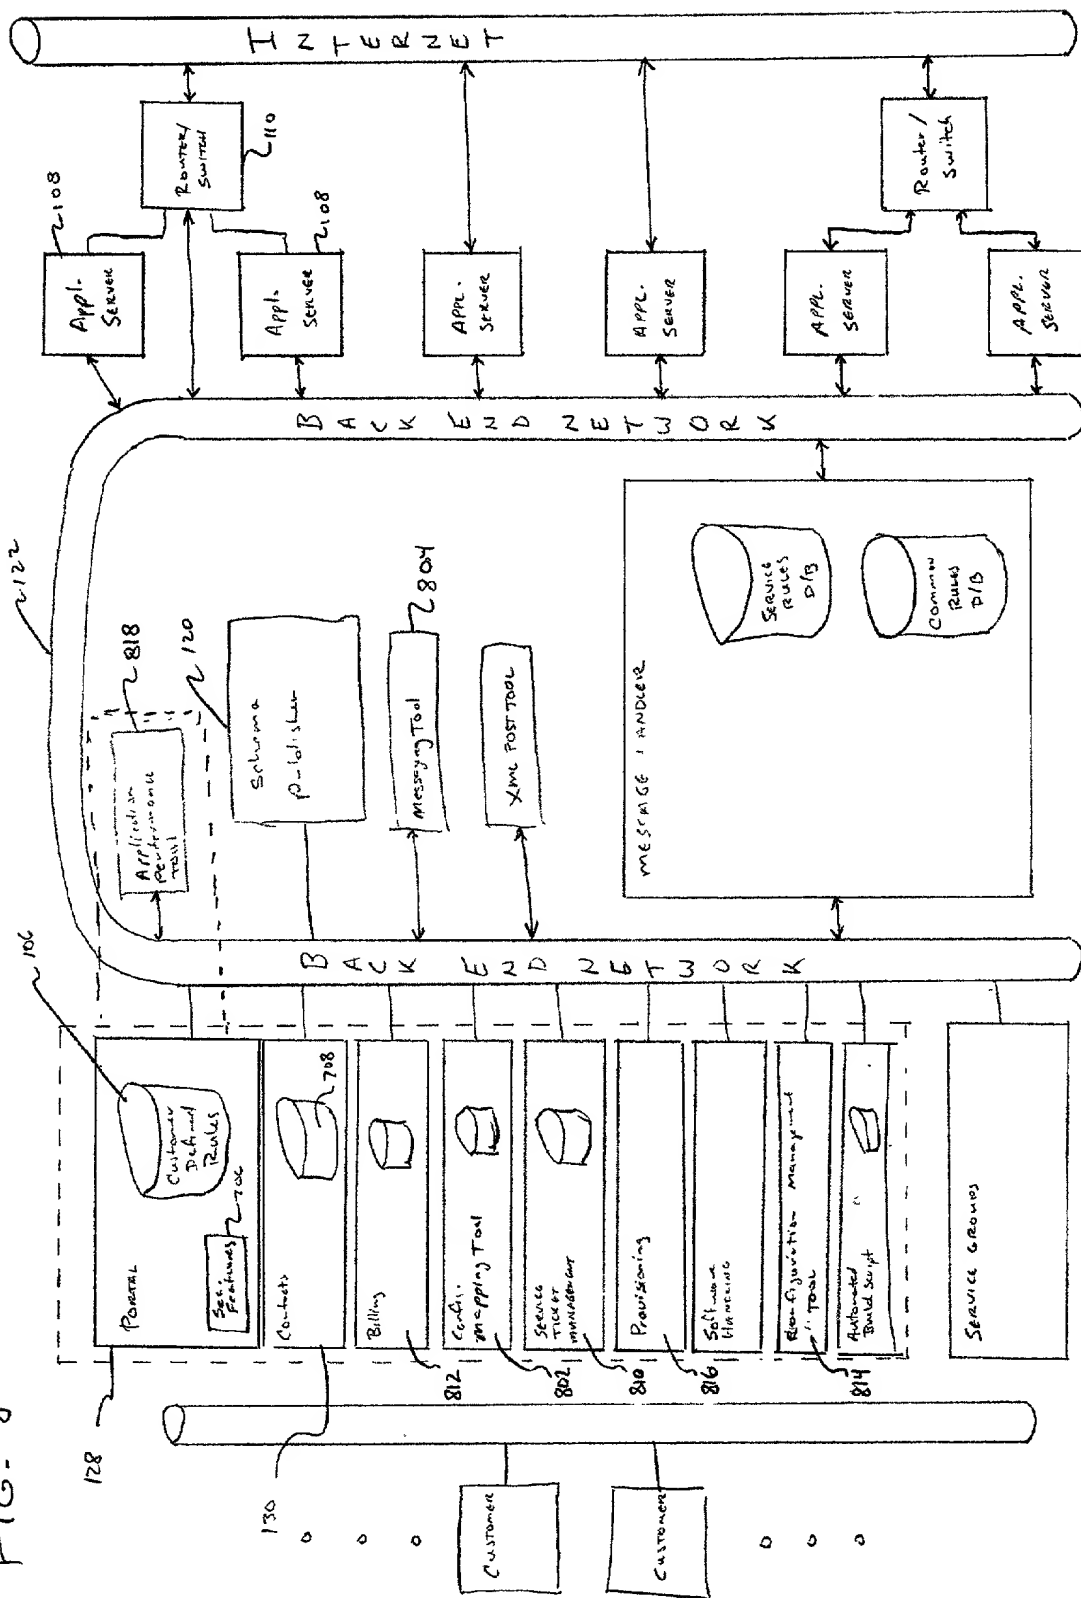 FIG. 8
INTERNET
ROUTER/
SWITCH
110
Router/
Switch
108
Appl.
SERVER
108
Appl.
SERVER
APPL.
SERVER
APPL.
SERVER
APPL.
SERVER
APPL.
SERVER
BACK END NETWORK
122
818
Application
Performance
Tool
120
Schema
Publisher
804
Messaging Tool
XML POST TOOL
MESSAGE HANDLER
SERVICE
RULES
D/B
COMMON
RULES
D/B
BACK END NETWORK
106
PORTAL
Customer
Defined
Rules
706
Features
128
Contacts
708
130
Billing
812
Config.
Mapping Tool
802
SERVICE
TICKET
MANAGEMENT
810
Provisioning
816
Software
Configuration Management
Tool
814
Automated
Build Script
SERVICE GROUPS
CUSTOMER
CUSTOMER